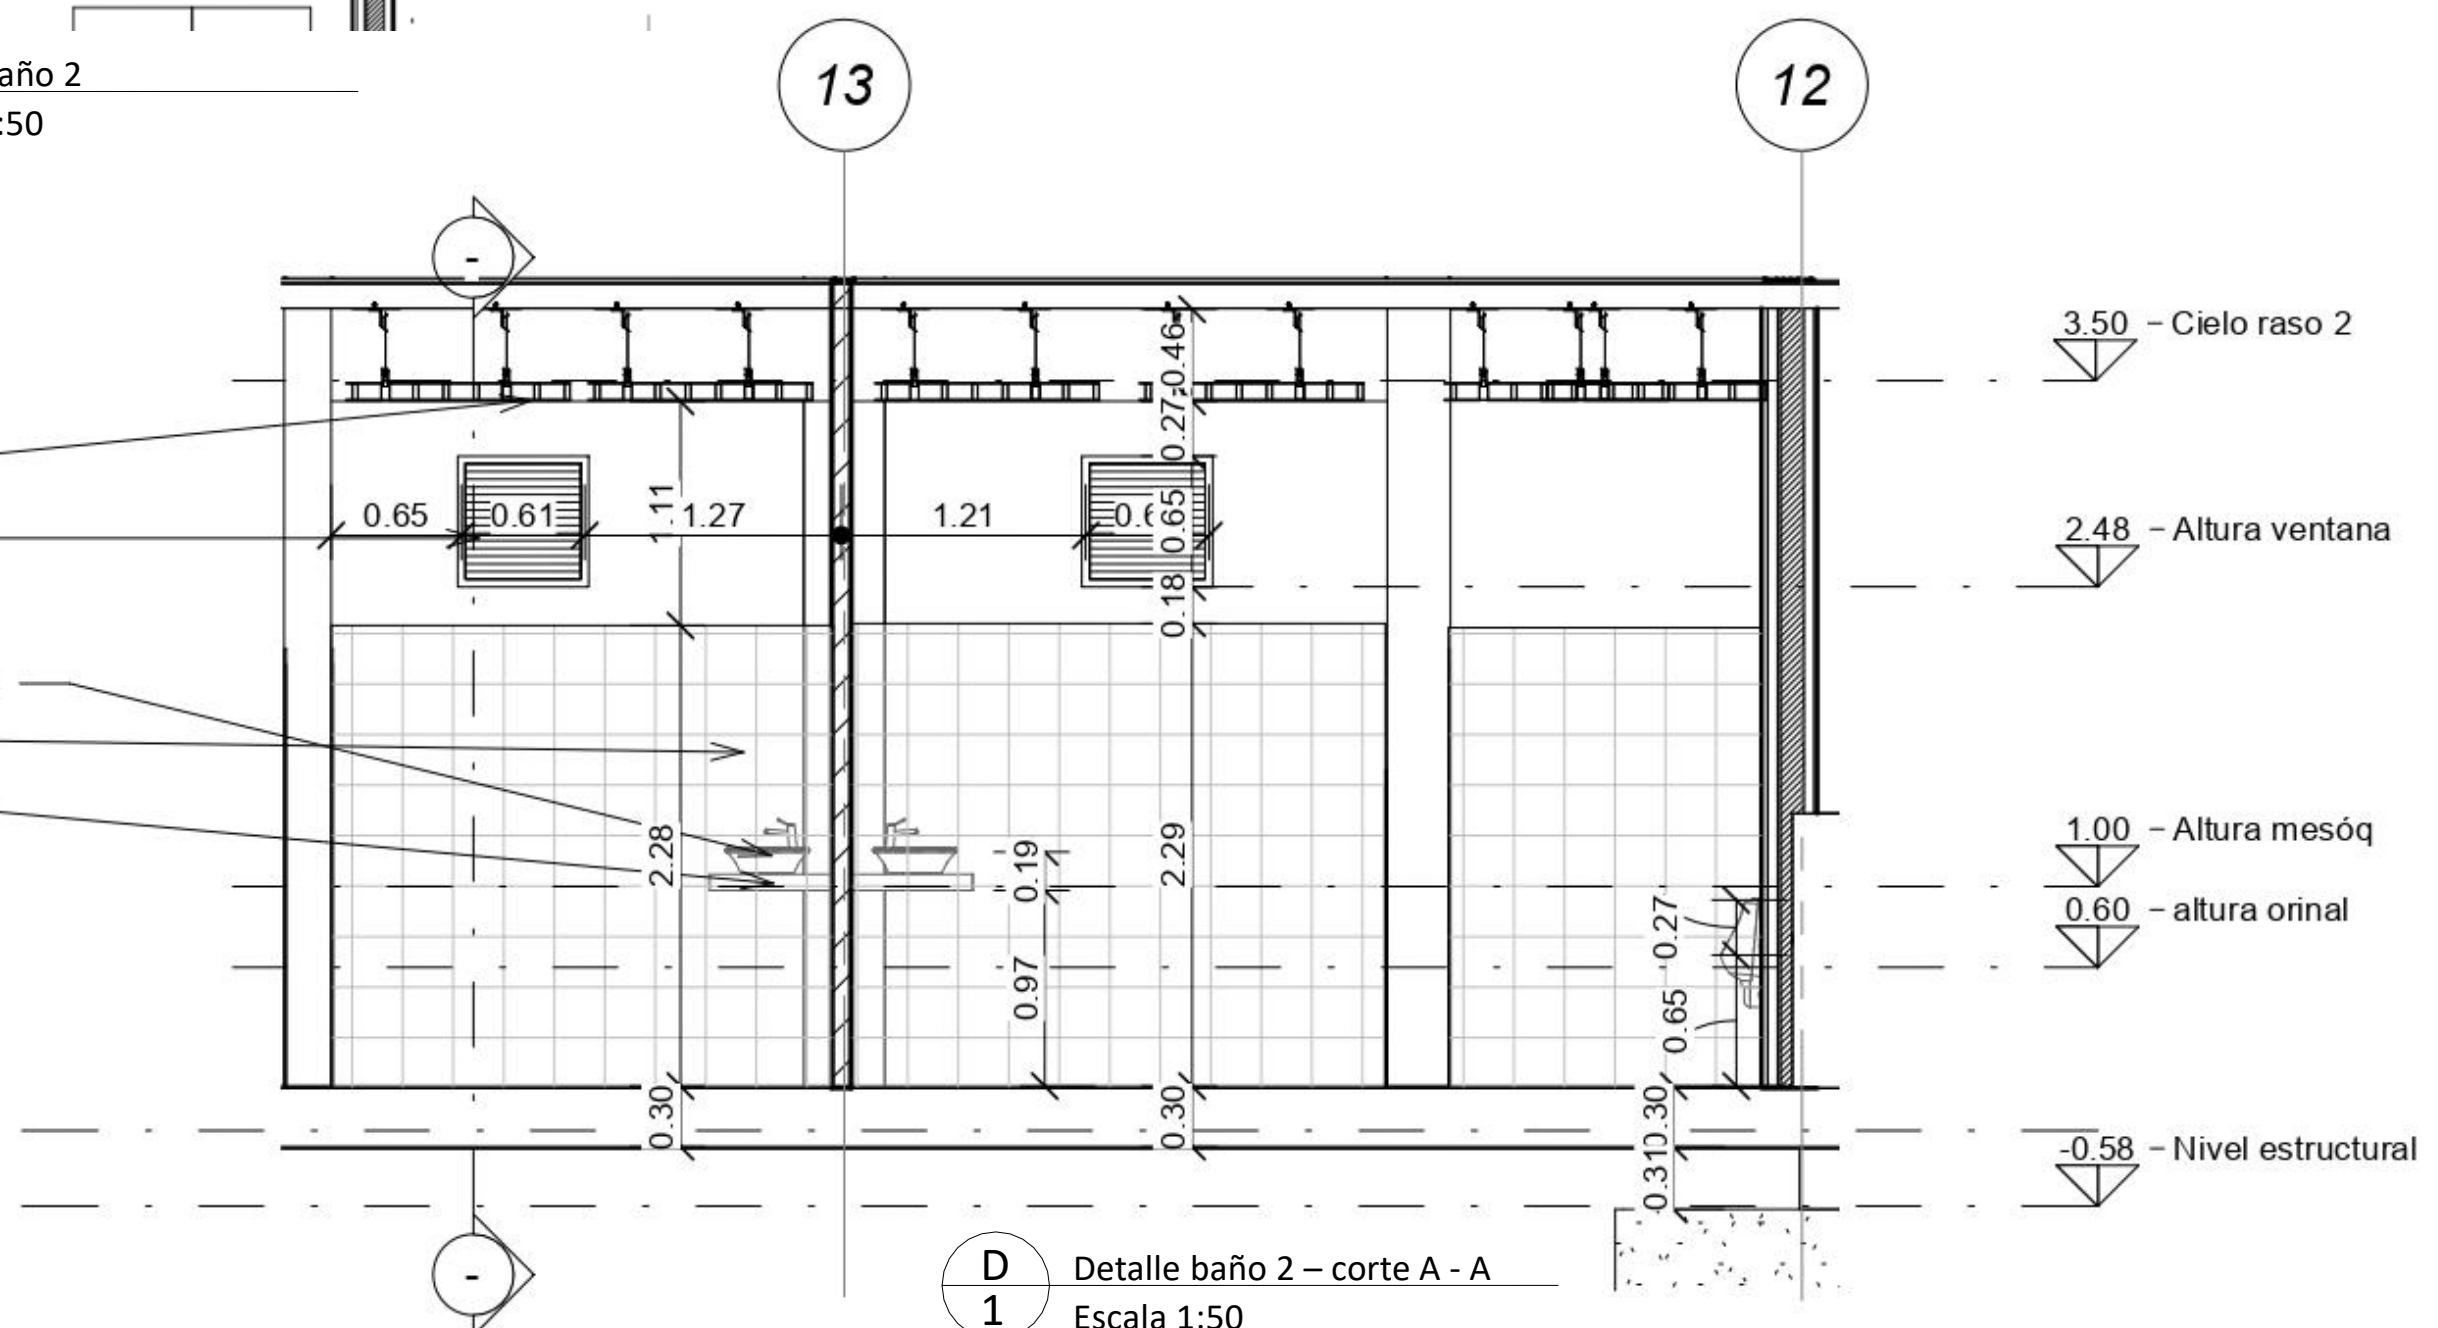 año 2
:50
13
12
-
3.50 – Cielo raso 2
0.46
0.27
0.65
0.61
1.11
1.27
1.21
0.65
0.18
2.48 – Altura ventana
2.28
2.29
0.19
0.97
1.00 – Altura mesóq
0.60 – altura orinal
0.27
0.65
0.30
0.30
0.30
0.31
-0.58 – Nivel estructural
-
D
1
Detalle baño 2 – corte A - A
Escala 1:50